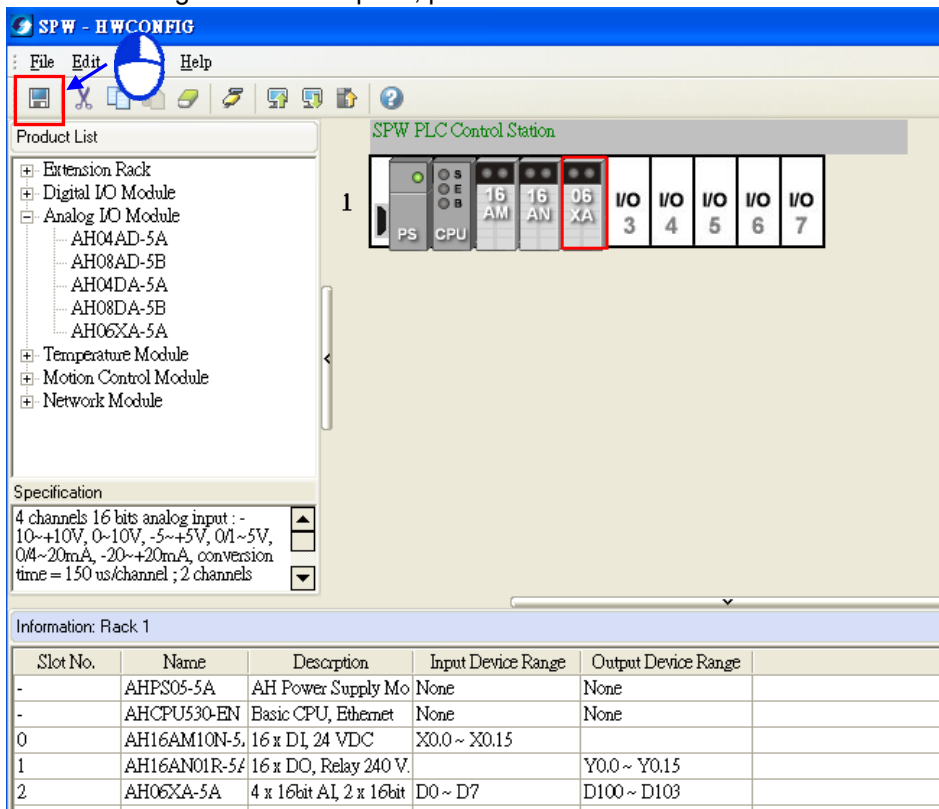 SPW - HWCONFIG
File Edit Help
Product List
Extension Rack
Digital I/O Module
Analog I/O Module
AH04AD-5A
AH08AD-5B
AH04DA-5A
AH08DA-5B
AH06XA-5A
Temperature Module
Motion Control Module
Network Module
Specification
4 channels 16 bits analog input : -
10~+10V, 0~10V, -5~+5V, 0/1~5V,
0/4~20mA, -20~+20mA, conversion
time = 150 us/channel ; 2 channels
SPW PLC Control Station
1
PS
S
E
B
CPU
16
AM
16
AN
06
XA
I/O I/O I/O I/O I/O
3 4 5 6 7
Information: Rack 1
Slot No. Name Descrption Input Device Range Output Device Range
- AHPS05-5A AH Power Supply Mo None None
- AHCPU530-EN Basic CPU, Ethernet None None
0 AH16AM10N-5 16 x DI, 24 VDC X0.0 ~ X0.15
1 AH16AN01R-5 16 x DO, Relay 240 V. Y0.0 ~ Y0.15
2 AH06XA-5A 4 x 16bit AI, 2 x 16bit D0 ~ D7 D100 ~ D103